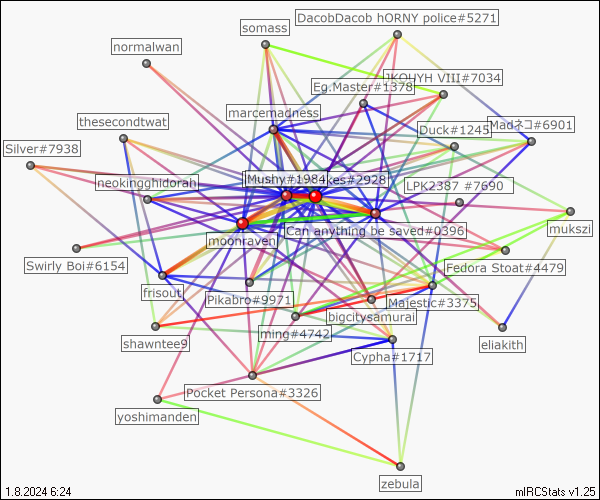 DacobDacob hORNY police#5271
somass
normalwan
JKOUYH VIII#7034
Eg.Master#1378
marcemadness
thesecondtwat
Madネコ#6901
Duck#1245
Silver#7938
neokingghidorah
Mushy#1984
kes#2928
LPK2387 #7690
mukszi
moonraven
Can anything be saved#0396
Swirly Boi#6154
Fedora Stoat#4479
frisout
Pikabro#9971
Majestic#3375
bigcitysamurai
ming#4742
shawntee9
Cypha#1717
eliakith
Pocket Persona#3326
yoshimanden
zebula
1.8.2024 6:24
mIRCStats v1.25